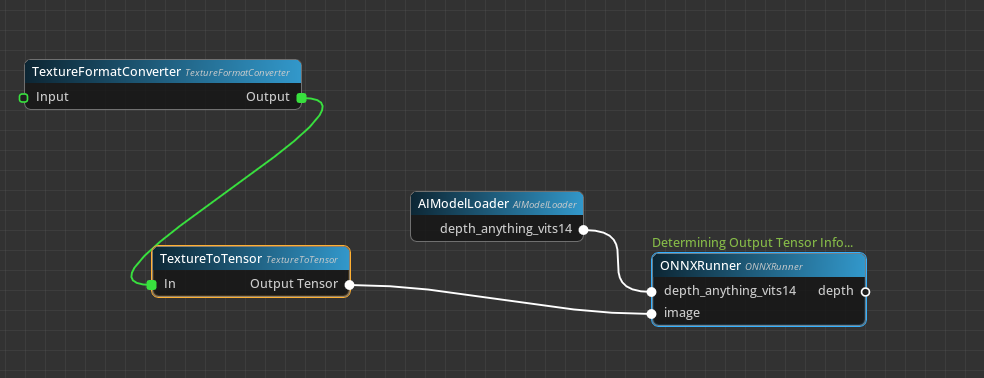 TextureFormatConverter TextureFormatConverter
Input Output
AIModelLoader AIModelLoader
depth_anything_vits14
Determining Output Tensor Info...
TextureToTensor TextureToTensor
In Output Tensor
ONNXRunner ONNXRunner
depth_anything_vits14 depth
image